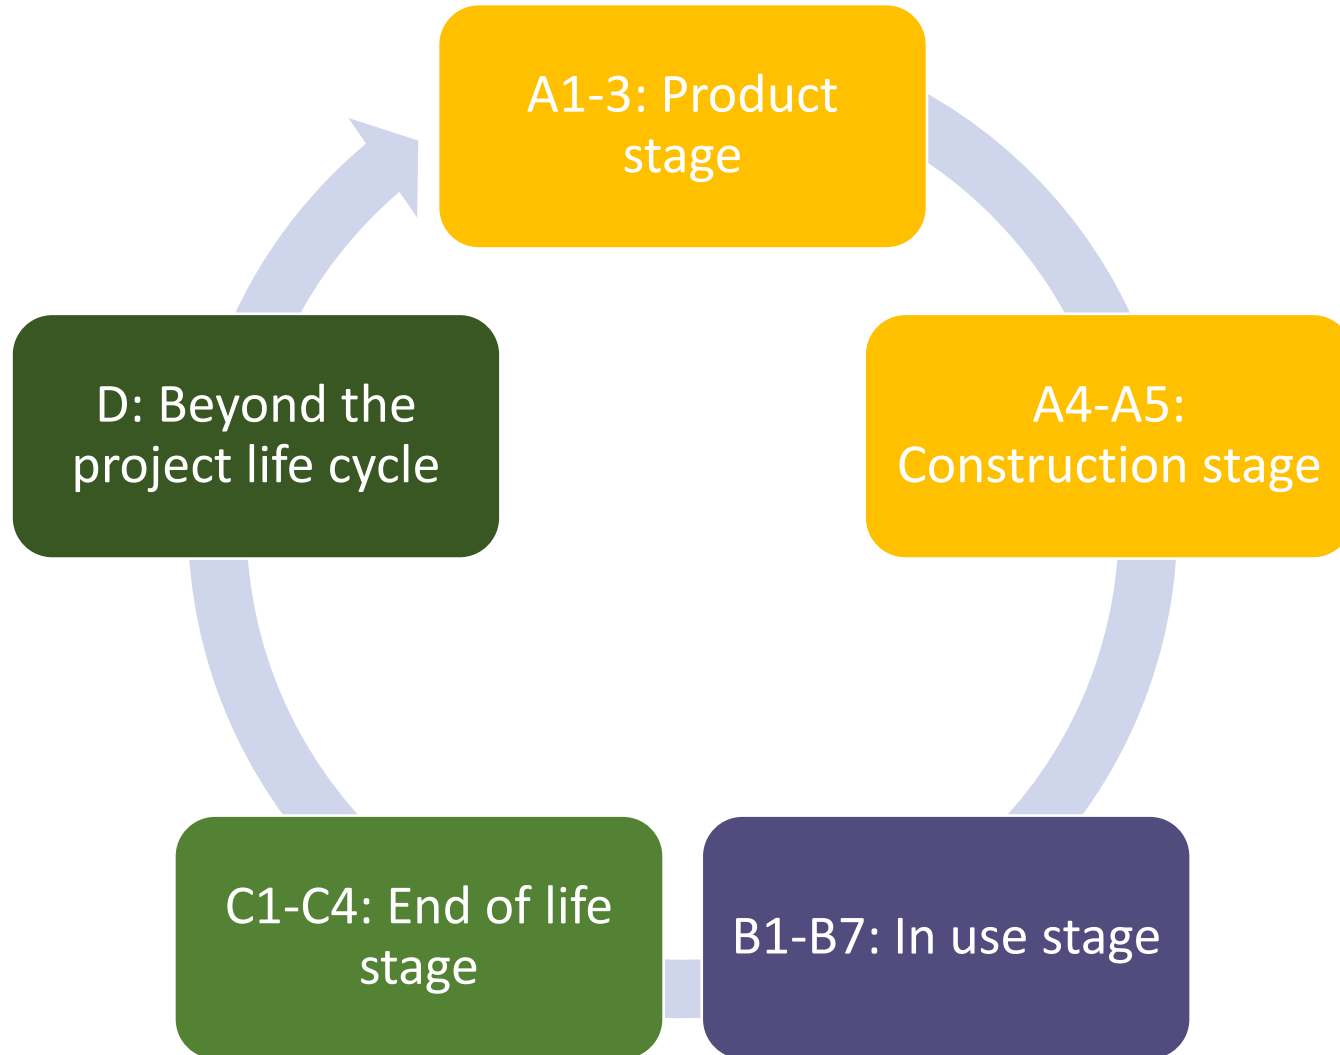 A1-3: Product
stage
A4-A5:
Construction stage
B1-B7: In use stage
C1-C4: End of life
stage
D: Beyond the
project life cycle